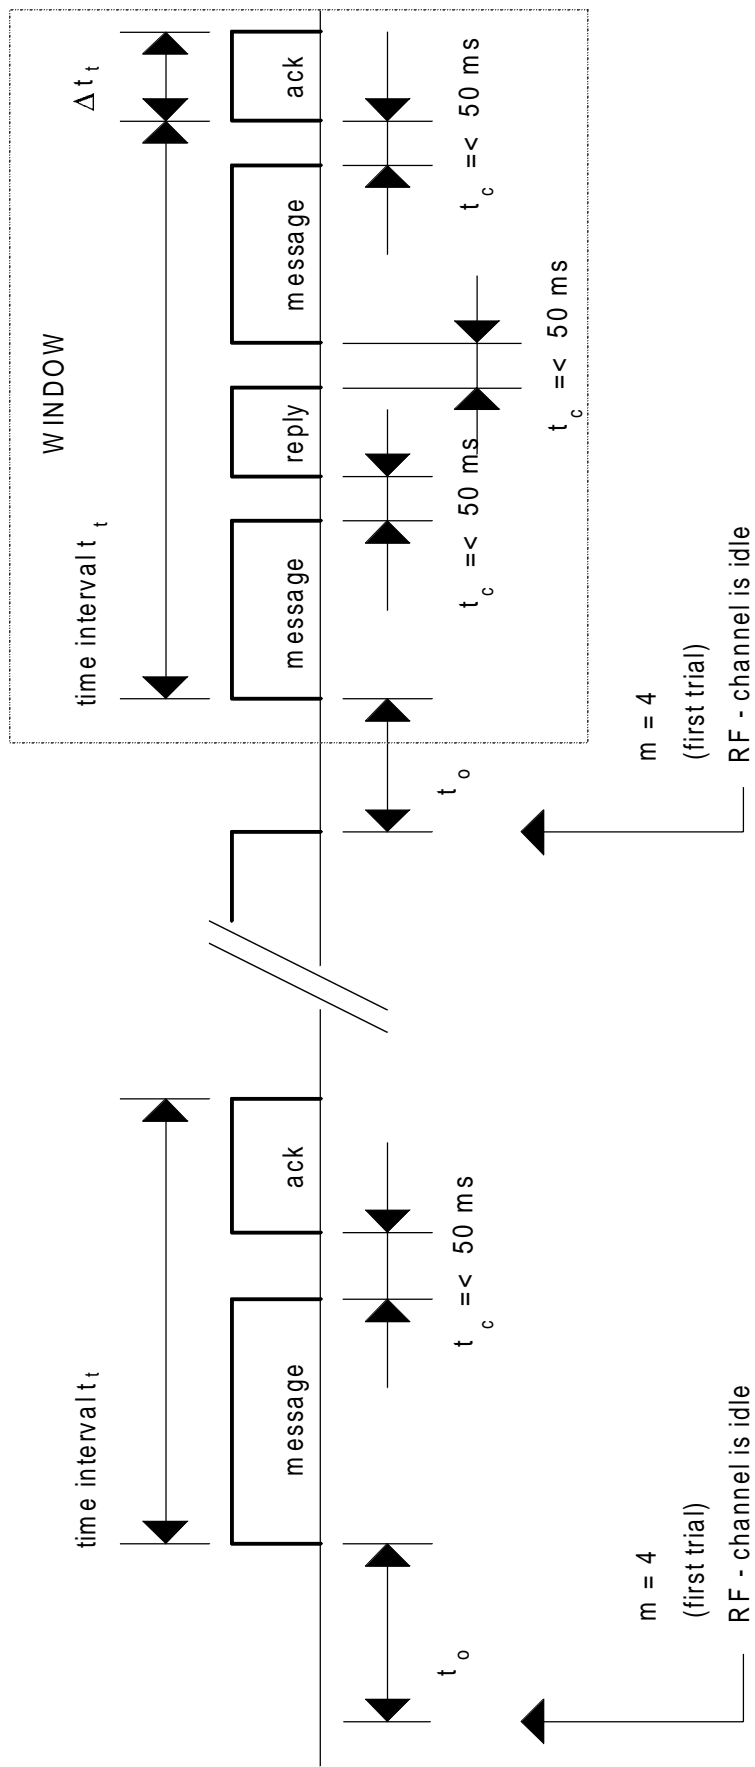 time interval t t
message
ack
t o
t c =< 50 ms
m = 4
(first trial)
RF - channel is idle
WINDOW
time interval t t
Δ t t
message
reply
message
ack
t o
t c =< 50 ms
t c =< 50 ms
t c =< 50 ms
m = 4
(first trial)
RF - channel is idle